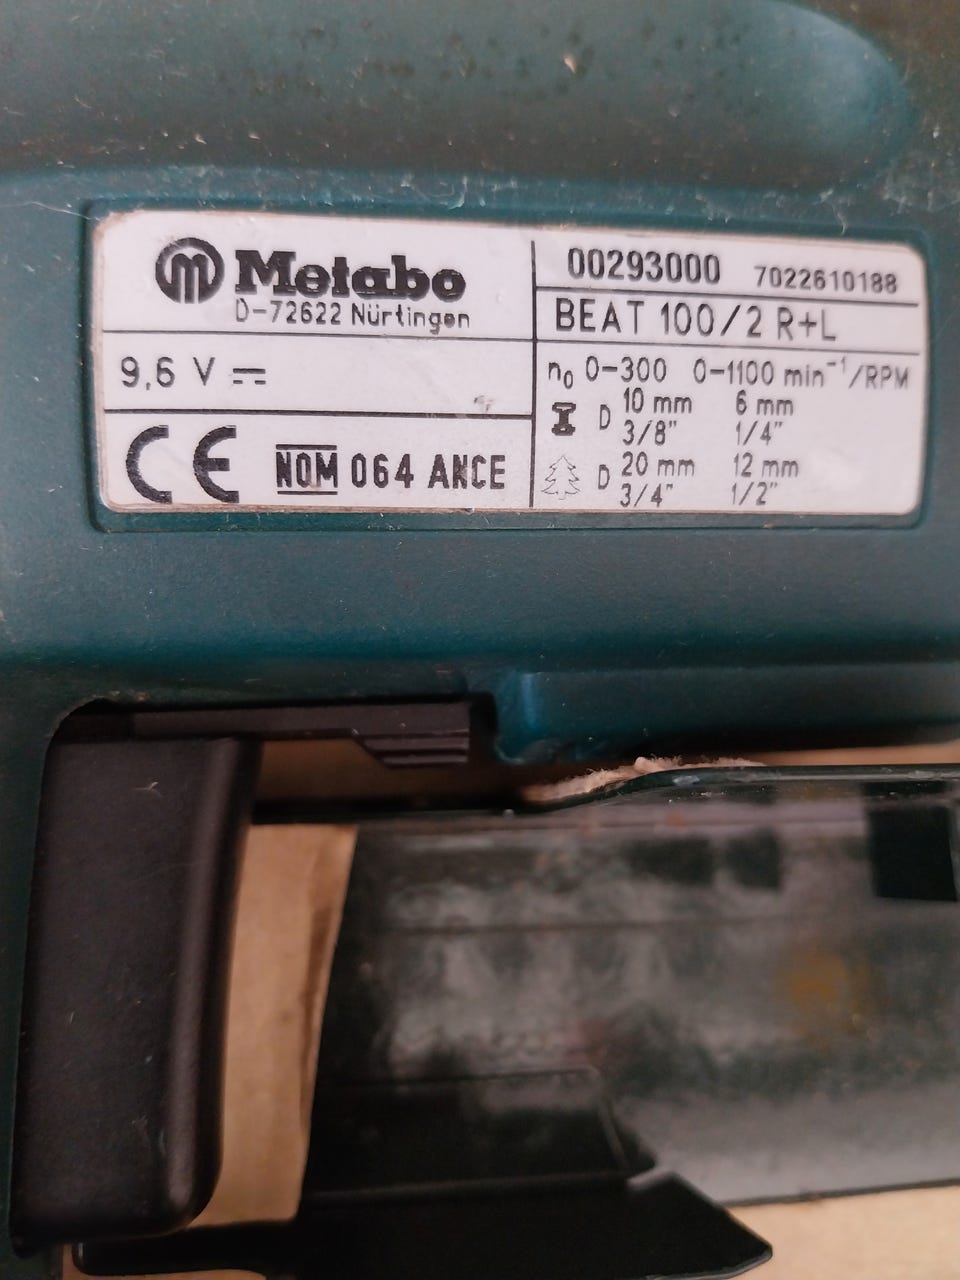 Metabo
D-72622 Nürtingen
9,6 V
CE NOM 064 ANCE
00293000 7022610188
BEAT 100/2 R+L
n₀ 0-300 0-1100 min⁻¹/RPM
D 10 mm 6 mm
3/8" 1/4"
D 20 mm 12 mm
3/4" 1/2"